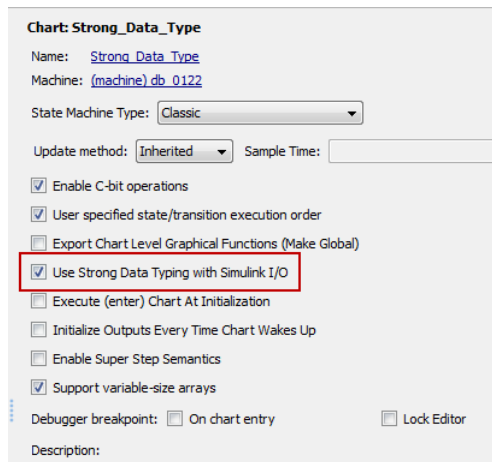 Chart: Strong_Data_Type
Name: Strong_Data_Type
Machine: (machine) db_0122
State Machine Type: Classic
Update method: Inherited Sample Time:
Enable C-bit operations
User specified state/transition execution order
Export Chart Level Graphical Functions (Make Global)
Use Strong Data Typing with Simulink I/O
Execute (enter) Chart At Initialization
Initialize Outputs Every Time Chart Wakes Up
Enable Super Step Semantics
Support variable-size arrays
Debugger breakpoint: On chart entry Lock Editor
Description: